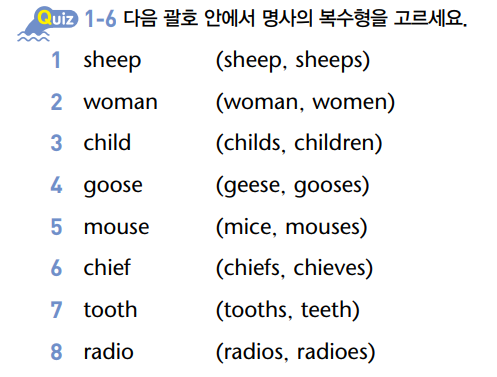 Quiz 1-6 다음 괄호 안에서 명사의 복수형을 고르세요.
1 sheep (sheep, sheeps)
2 woman (woman, women)
3 child (childs, children)
4 goose (geese, gooses)
5 mouse (mice, mouses)
6 chief (chiefs, chieves)
7 tooth (tooths, teeth)
8 radio (radios, radioes)